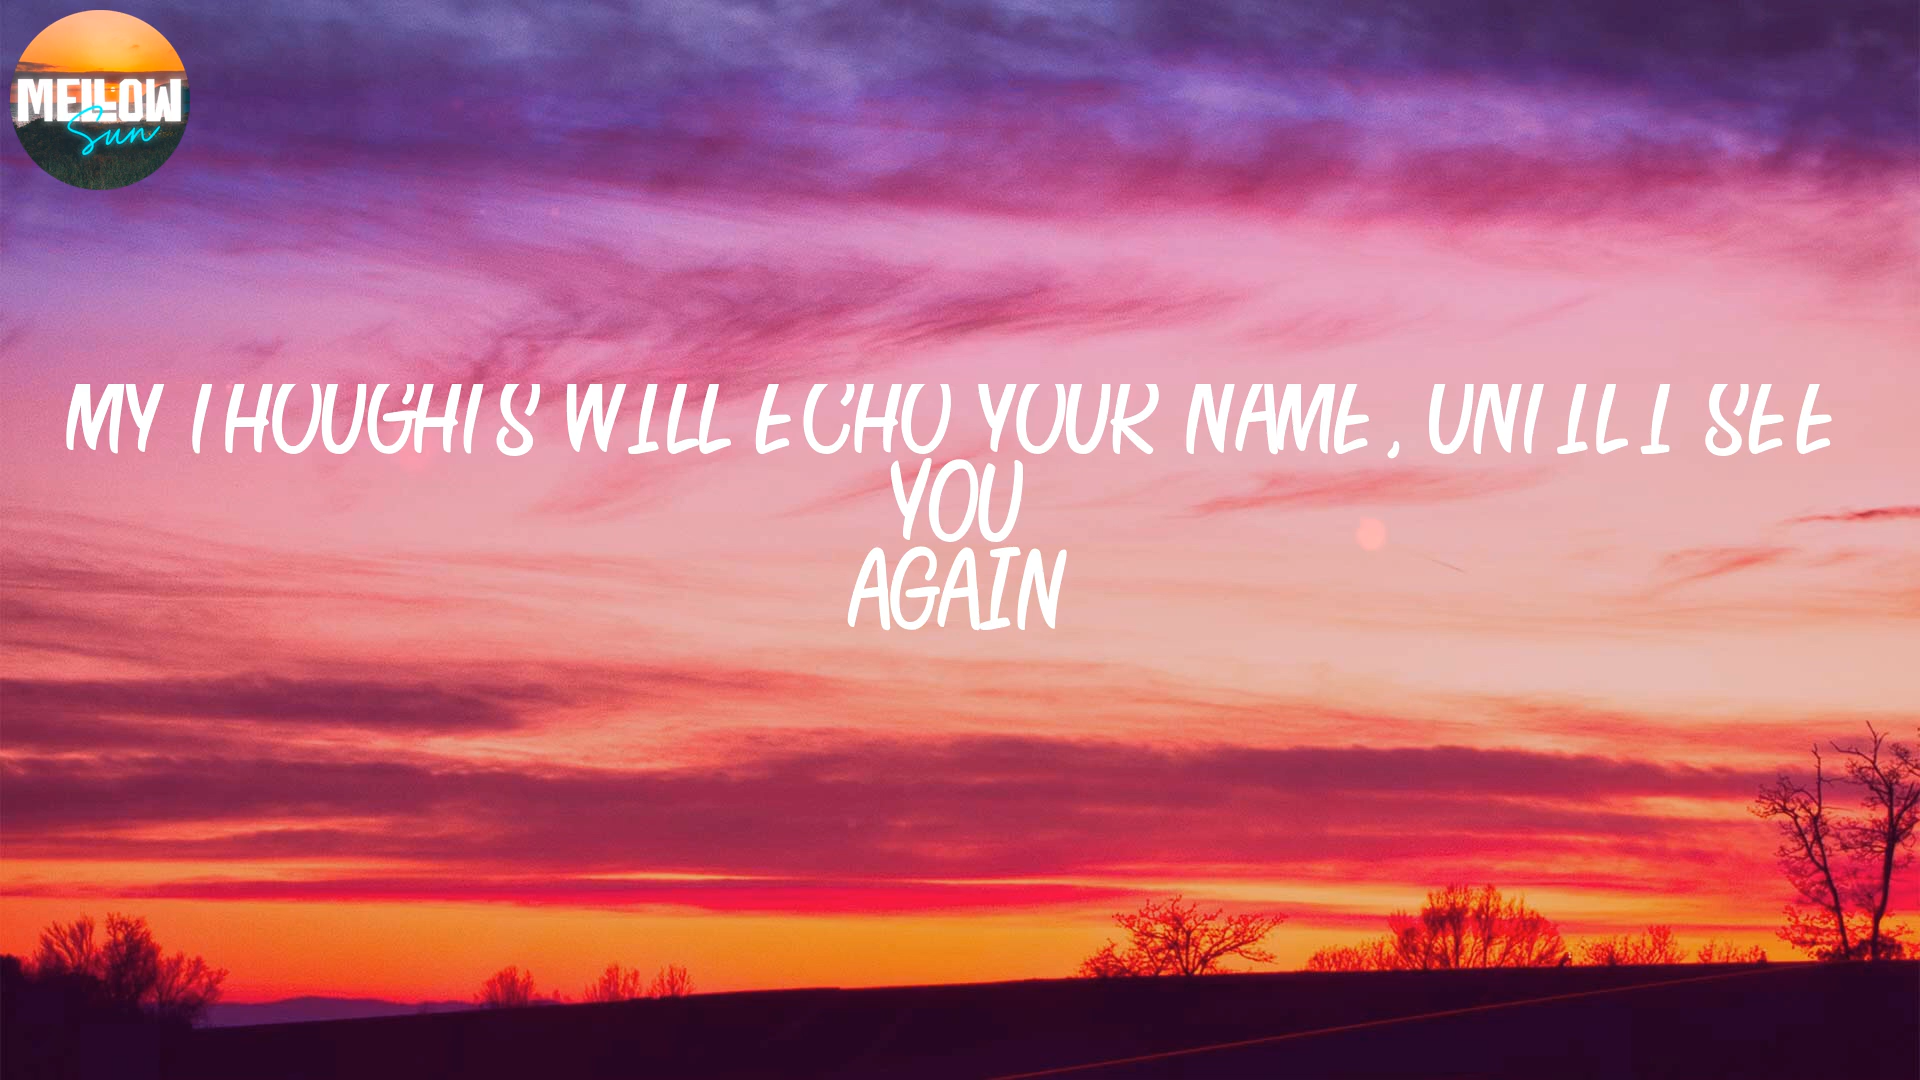 MELLOW
Sun
MY THOUGHTS WILL ECHO YOUR NAME, UNTIL I SEE
YOU
AGAIN